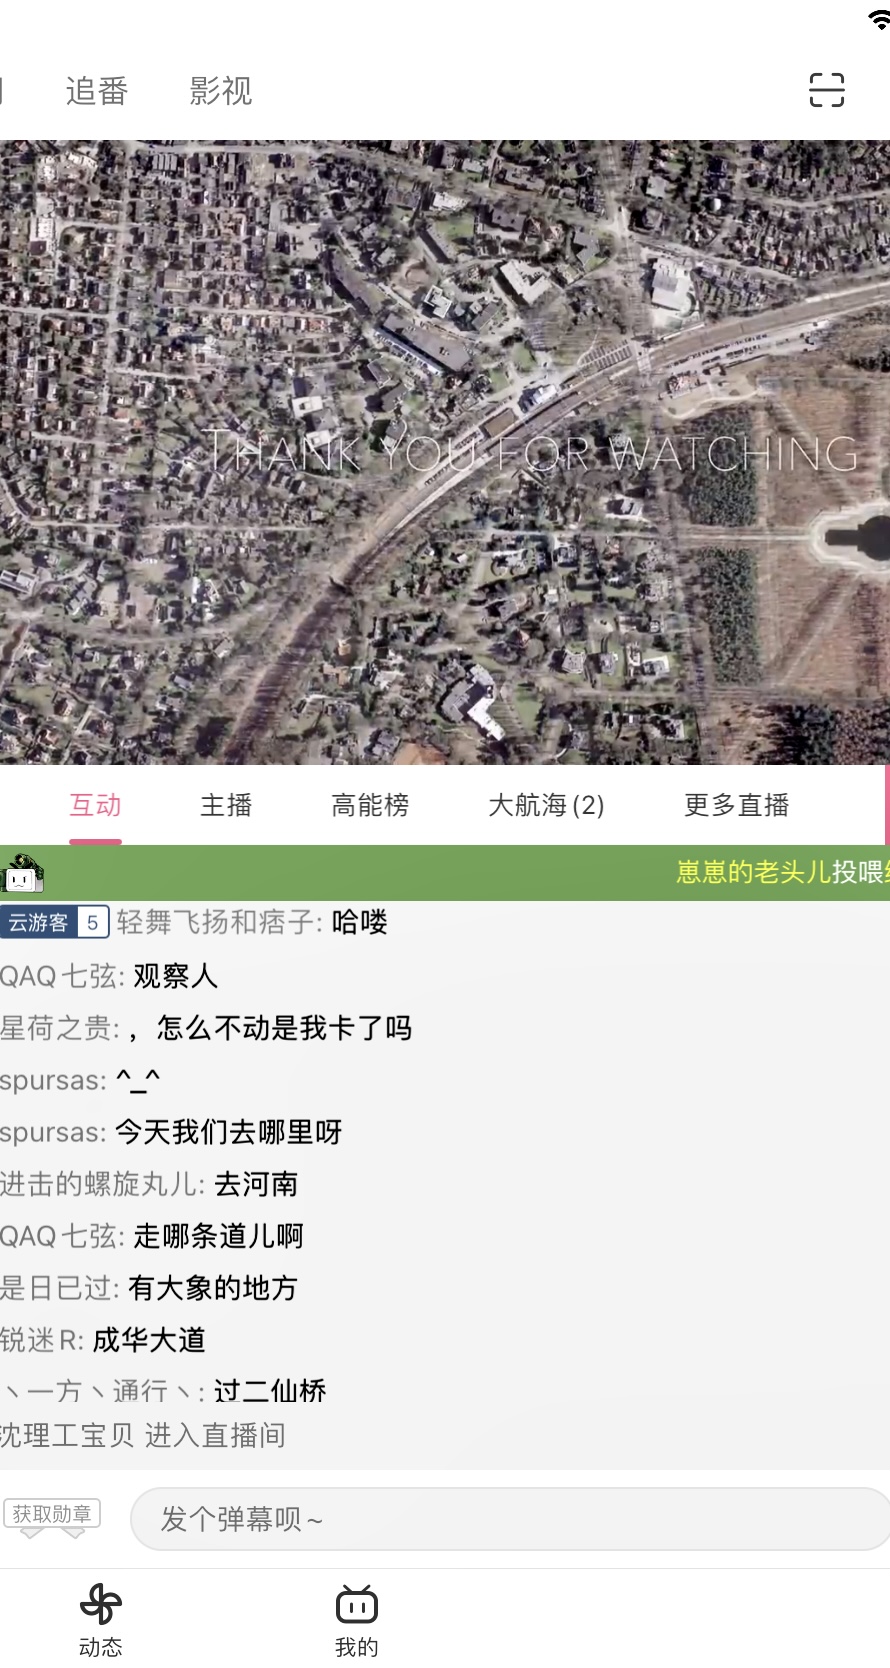 追番 影视
THANK YOU FOR WATCHING
互动 主播 高能榜 大航海(2) 更多直播
崽崽的老头儿投喂
云游客 5 轻舞飞扬和痞子: 哈喽
QAQ七弦: 观察人
星荷之贵: ，怎么不动是我卡了吗
spursas: ^_^
spursas: 今天我们去哪里呀
进击的螺旋丸儿: 去河南
QAQ七弦: 走哪条道儿啊
是日已过: 有大象的地方
锐迷R: 成华大道
丶一方丶通行丶: 过二仙桥
沈理工宝贝 进入直播间
获取勋章 发个弹幕呗~
动态 我的